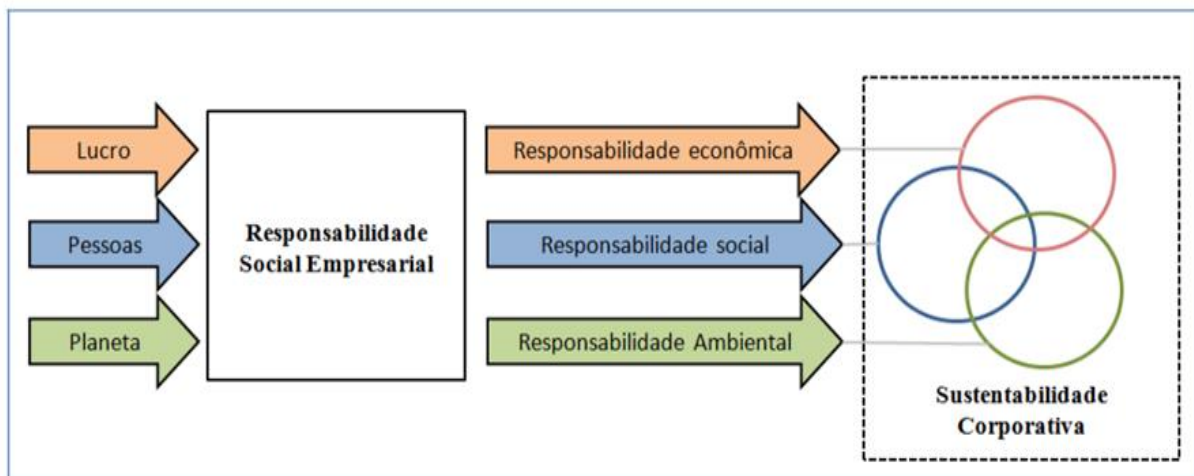 Lucro
Pessoas
Planeta
Responsabilidade
Social Empresarial
Responsabilidade econômica
Responsabilidade social
Responsabilidade Ambiental
Sustentabilidade
Corporativa